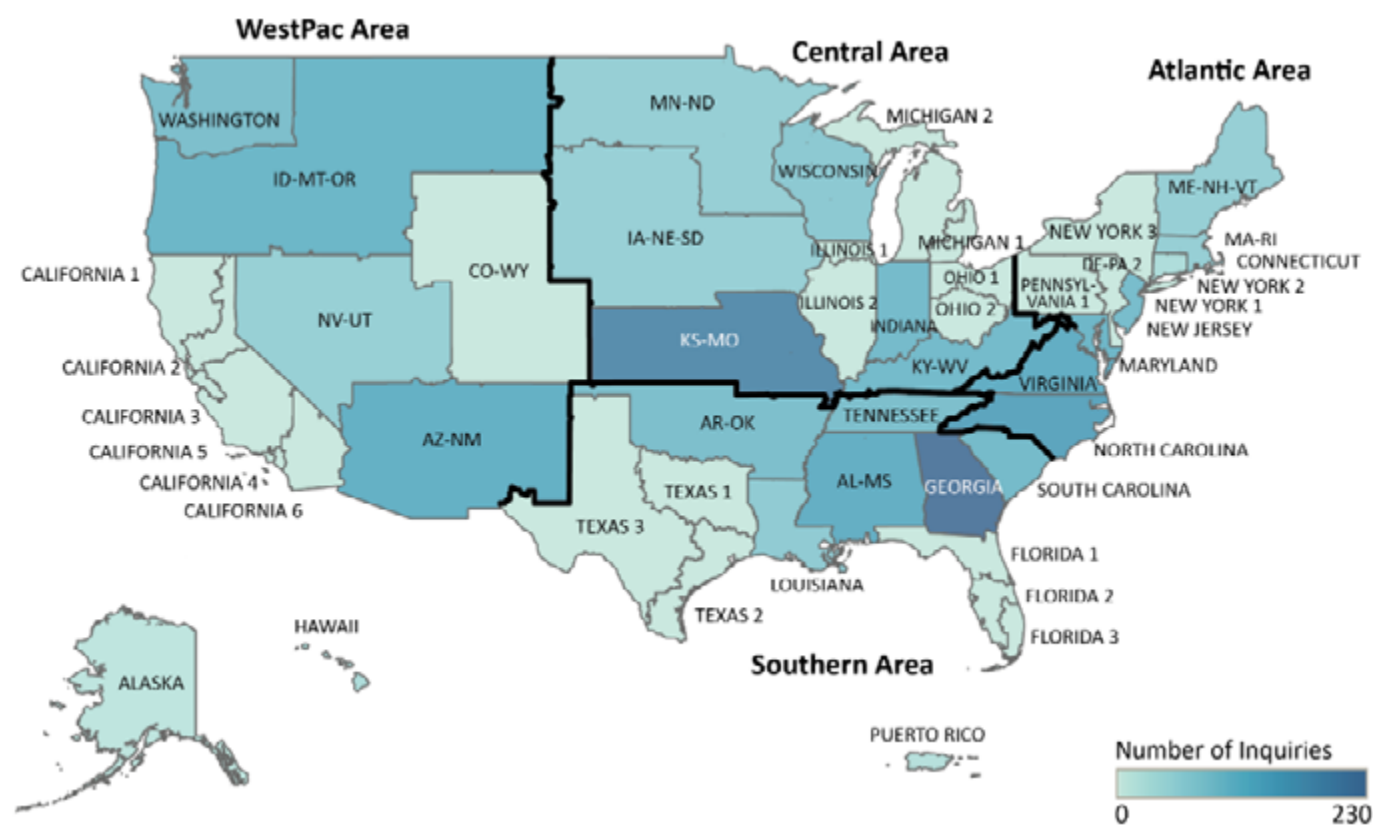 WestPac Area
Central Area
Atlantic Area
MN-ND
MICHIGAN 2
WASHINGTON
WISCONSIN
ID-MT-OR
ME-NH-VT
NEW YORK 3
IA-NE-SD
MICHIGAN 1
MA-RI
ILLINOIS 1
CONNECTICUT
DE-PA 2
CO-WY
CALIFORNIA 1
OHIO 1
NEW YORK 2
PENNSYL-
VANIA 1
ILLINOIS 2
NEW YORK 1
OHIO 2
NV-UT
INDIANA
NEW JERSEY
KS-MO
KY-WV
MARYLAND
CALIFORNIA 2
VIRGINIA
CALIFORNIA 3
TENNESSEE
AR-OK
AZ-NM
CALIFORNIA 5
NORTH CAROLINA
CALIFORNIA 4
AL-MS
GEORGIA
TEXAS 1
SOUTH CAROLINA
CALIFORNIA 6
TEXAS 3
FLORIDA 1
LOUISIANA
FLORIDA 2
TEXAS 2
HAWAII
FLORIDA 3
Southern Area
ALASKA
PUERTO RICO
Number of Inquiries
0 230